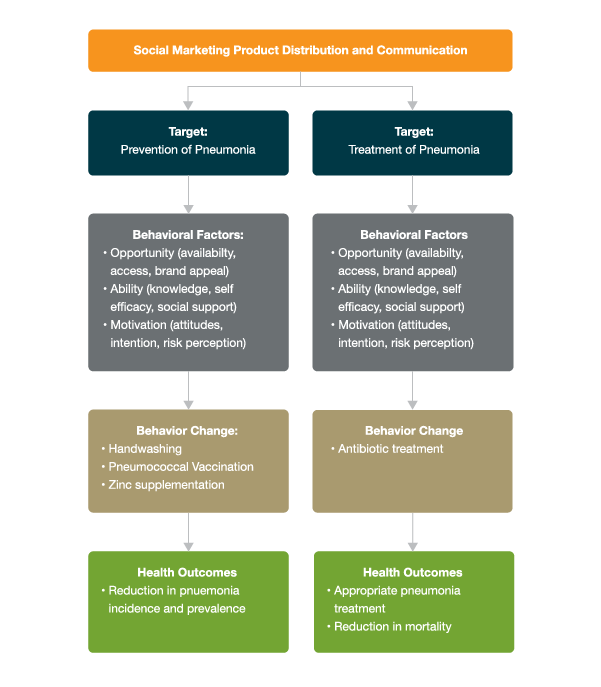 Social Marketing Product Distribution and Communication
Target:
Prevention of Pneumonia
Target:
Treatment of Pneumonia
Behavioral Factors:
• Opportunity (availabilty,
access, brand appeal)
• Ability (knowledge, self
efficacy, social support)
• Motivation (attitudes,
intention, risk perception)
Behavioral Factors
• Opportunity (availabilty,
access, brand appeal)
• Ability (knowledge, self
efficacy, social support)
• Motivation (attitudes,
intention, risk perception)
Behavior Change:
• Handwashing
• Pneumococcal Vaccination
• Zinc supplementation
Behavior Change
• Antibiotic treatment
Health Outcomes
• Reduction in pnuemonia
incidence and prevalence
Health Outcomes
• Appropriate pneumonia
treatment
• Reduction in mortality